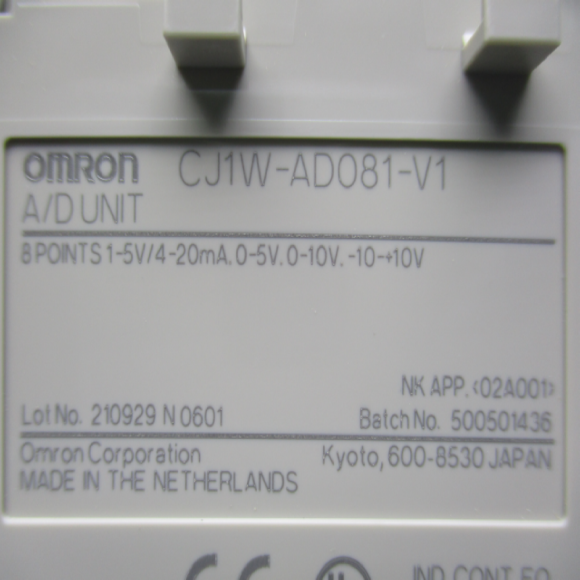 OMRON CJ1W-AD081-V1
A/D UNIT
8 POINTS 1-5V/4-20mA, 0-5V, 0-10V, -10-+10V
NK APP. <02A001>
Lot No. 210929 N 0601 Batch No. 500501436
Omron Corporation Kyoto, 600-8530 JAPAN
MADE IN THE NETHERLANDS
CE UL IND CONT EQ